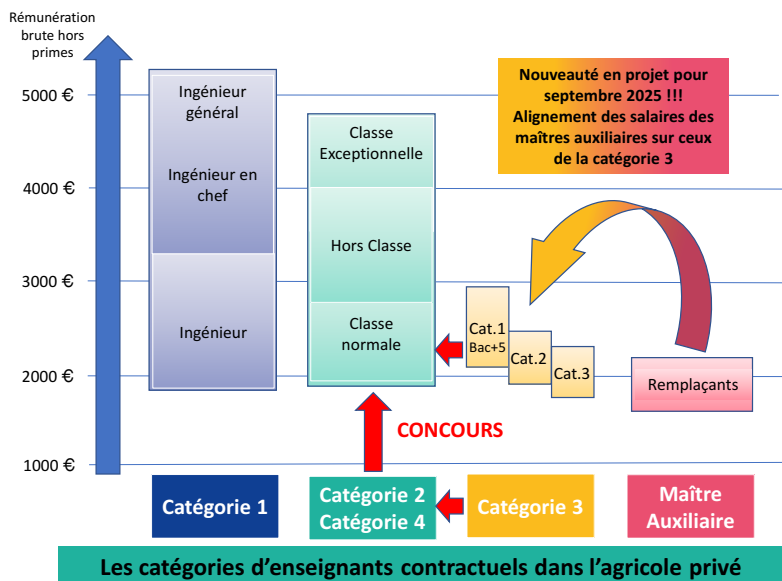 Rémunération
brute hors
primes
5000 €
4000 €
3000 €
2000 €
1000 €
Ingénieur
général
Ingénieur en
chef
Ingénieur
Classe
Exceptionnelle
Hors Classe
Classe
normale
Nouveauté en projet pour
septembre 2025 !!!
Alignement des salaires des
maîtres auxiliaires sur ceux
de la catégorie 3
Cat.1
Bac+5
Cat.2
Cat.3
Remplaçants
CONCOURS
Catégorie 1
Catégorie 2
Catégorie 4
Catégorie 3
Maître
Auxiliaire
Les catégories d’enseignants contractuels dans l’agricole privé